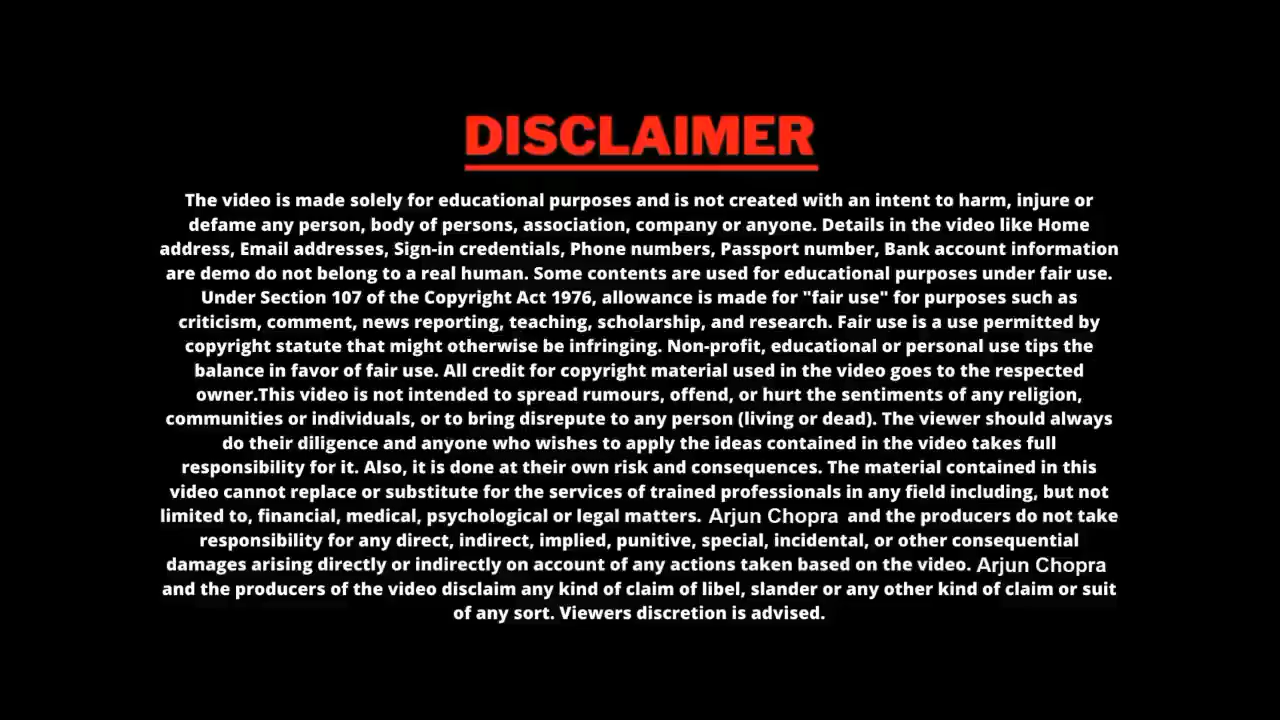 DISCLAIMER
The video is made solely for educational purposes and is not created with an intent to harm, injure or
defame any person, body of persons, association, company or anyone. Details in the video like Home
address, Email addresses, Sign-in credentials, Phone numbers, Passport number, Bank account information
are demo do not belong to a real human. Some contents are used for educational purposes under fair use.
Under Section 107 of the Copyright Act 1976, allowance is made for "fair use" for purposes such as
criticism, comment, news reporting, teaching, scholarship, and research. Fair use is a use permitted by
copyright statute that might otherwise be infringing. Non-profit, educational or personal use tips the
balance in favor of fair use. All credit for copyright material used in the video goes to the respected
owner.This video is not intended to spread rumours, offend, or hurt the sentiments of any religion,
communities or individuals, or to bring disrepute to any person (living or dead). The viewer should always
do their diligence and anyone who wishes to apply the ideas contained in the video takes full
responsibility for it. Also, it is done at their own risk and consequences. The material contained in this
video cannot replace or substitute for the services of trained professionals in any field including, but not
limited to, financial, medical, psychological or legal matters. Arjun Chopra and the producers do not take
responsibility for any direct, indirect, implied, punitive, special, incidental, or other consequential
damages arising directly or indirectly on account of any actions taken based on the video. Arjun Chopra
and the producers of the video disclaim any kind of claim of libel, slander or any other kind of claim or suit
of any sort. Viewers discretion is advised.